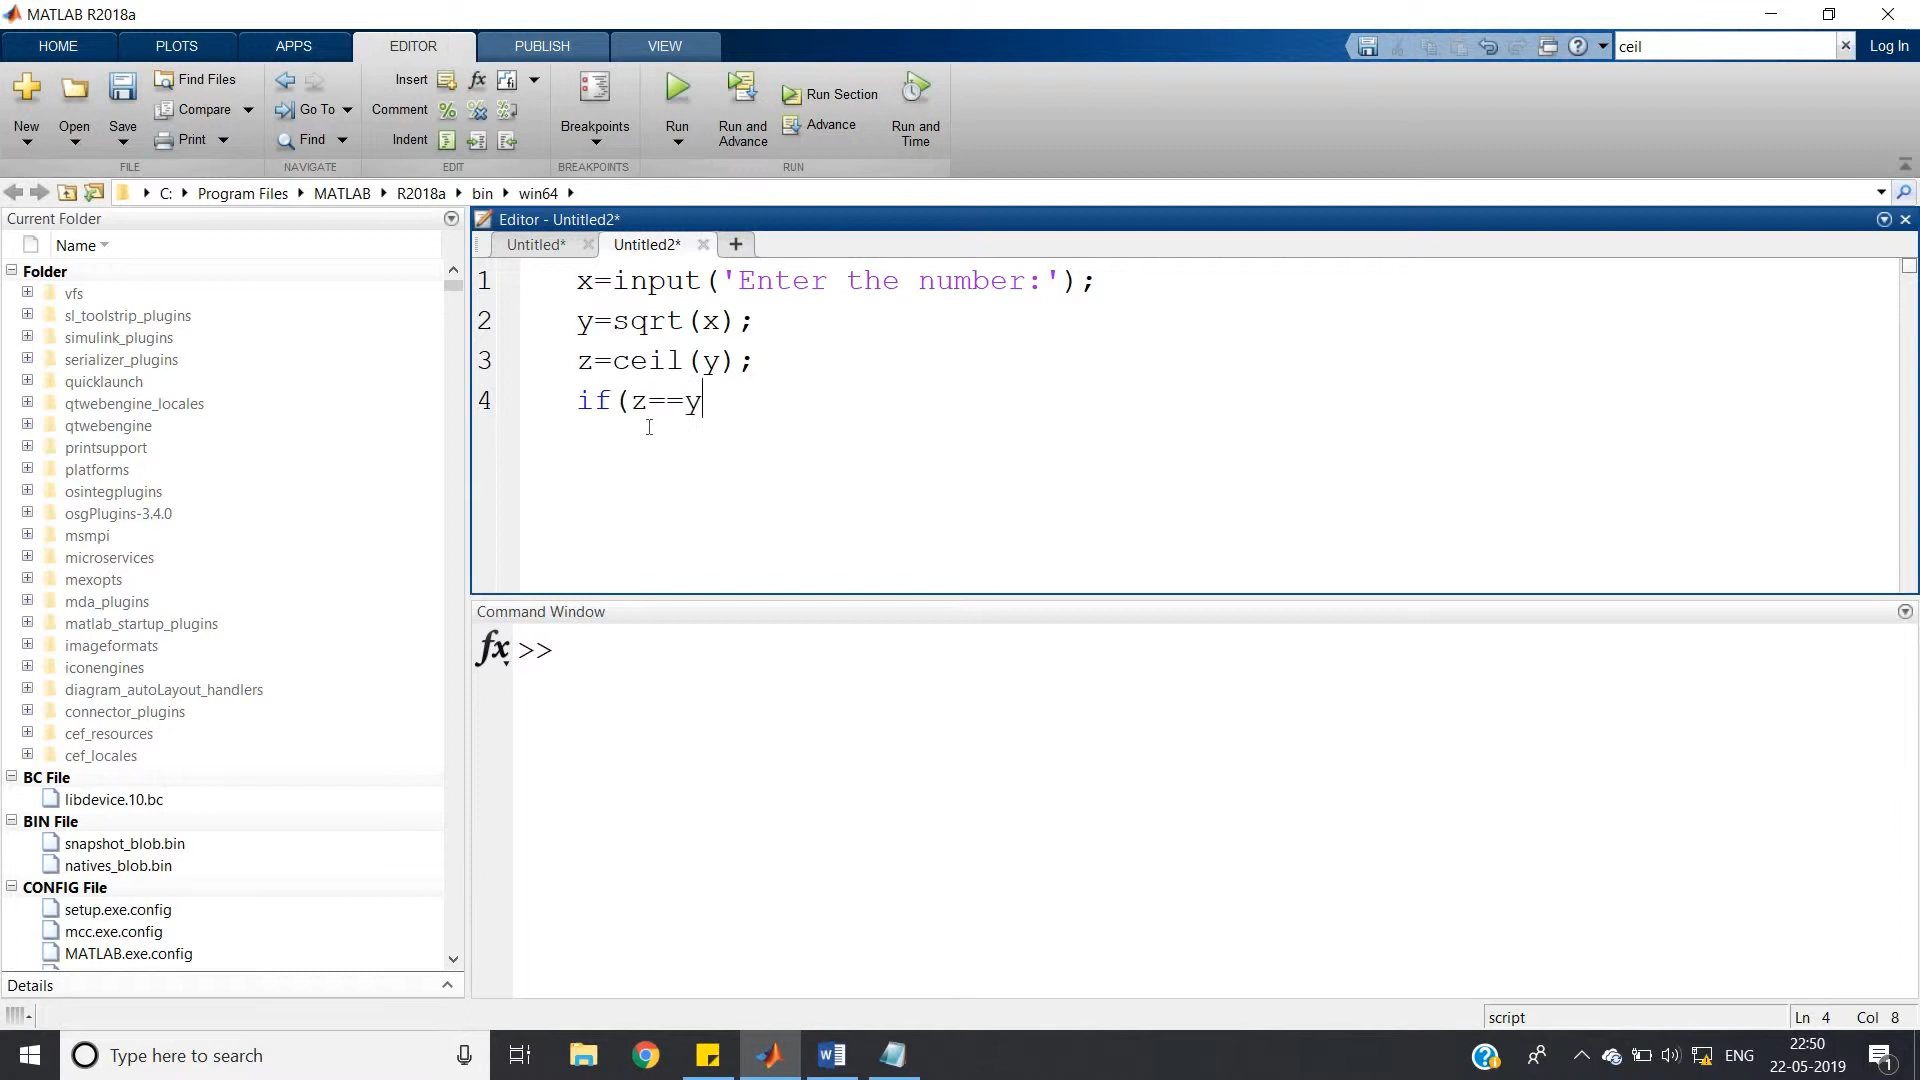 MATLAB R2018a
HOME PLOTS APPS EDITOR PUBLISH VIEW ceil Log In
New Open Save Find Files Compare Print Go To Find Insert fx Comment Indent Breakpoints Run Run and Advance Run Section Advance Run and Time
FILE NAVIGATE EDIT BREAKPOINTS RUN
C: Program Files MATLAB R2018a bin win64
Current Folder
Name
Folder
vfs
sl_toolstrip_plugins
simulink_plugins
serializer_plugins
quicklaunch
qtwebengine_locales
qtwebengine
printsupport
platforms
osintegplugins
osgPlugins-3.4.0
msmpi
microservices
mexopts
mda_plugins
matlab_startup_plugins
imageformats
iconengines
diagram_autoLayout_handlers
connector_plugins
cef_resources
cef_locales
BC File
libdevice.10.bc
BIN File
snapshot_blob.bin
natives_blob.bin
CONFIG File
setup.exe.config
mcc.exe.config
MATLAB.exe.config
Details
Editor - Untitled2*
Untitled* Untitled2*
1 x=input('Enter the number:');
2 y=sqrt(x);
3 z=ceil(y);
4 if(z==y
Command Window
fx >>
script Ln 4 Col 8
Type here to search
ENG
22:50
22-05-2019
1